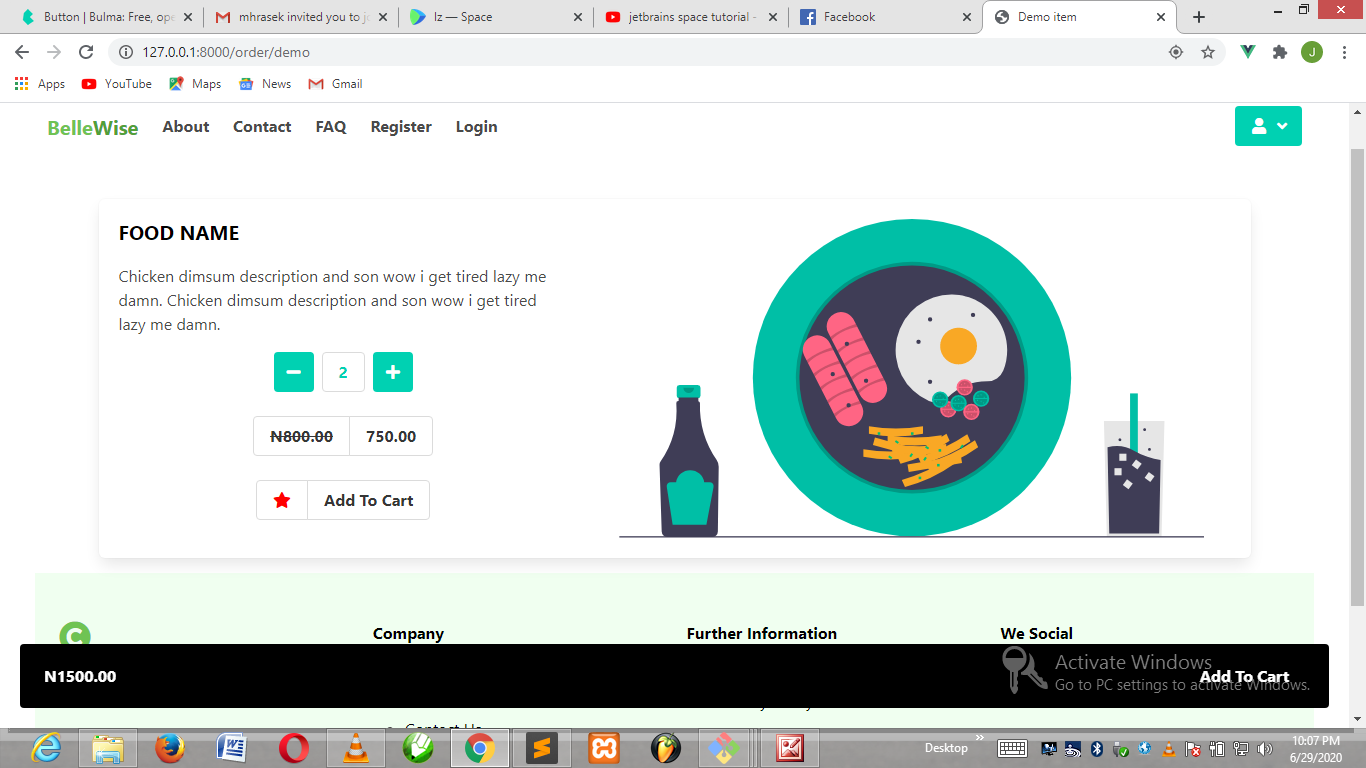 Button | Bulma: Free, ope
mhrasek invited you to jo
Iz — Space
jetbrains space tutorial -
Facebook
Demo item
127.0.0.1:8000/order/demo
J
Apps
YouTube
Maps
News
Gmail
BelleWise
About
Contact
FAQ
Register
Login
FOOD NAME
Chicken dimsum description and son wow i get tired lazy me
damn. Chicken dimsum description and son wow i get tired
lazy me damn.
2
₦800.00
750.00
Add To Cart
C
Company
Further Information
We Social
N1500.00
Add To Cart
Activate Windows
Go to PC settings to activate Windows.
Contact Us
Desktop
10:07 PM
6/29/2020